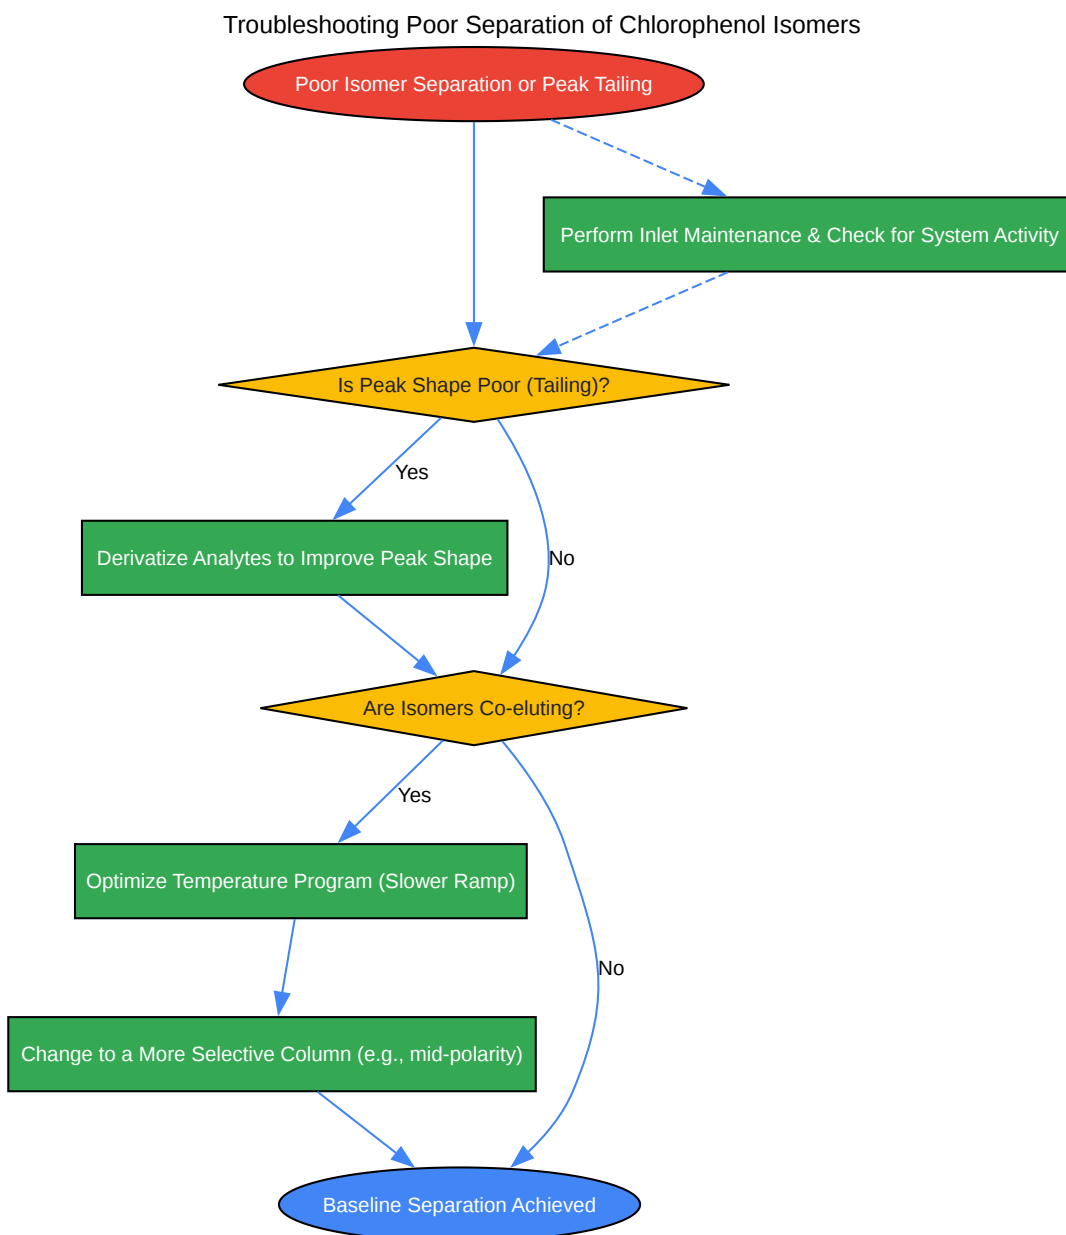 Troubleshooting Poor Separation of Chlorophenol Isomers
Poor Isomer Separation or Peak Tailing
Perform Inlet Maintenance & Check for System Activity
Is Peak Shape Poor (Tailing)?
Yes
Derivatize Analytes to Improve Peak Shape
No
Are Isomers Co-eluting?
Yes
Optimize Temperature Program (Slower Ramp)
No
Change to a More Selective Column (e.g., mid-polarity)
Baseline Separation Achieved